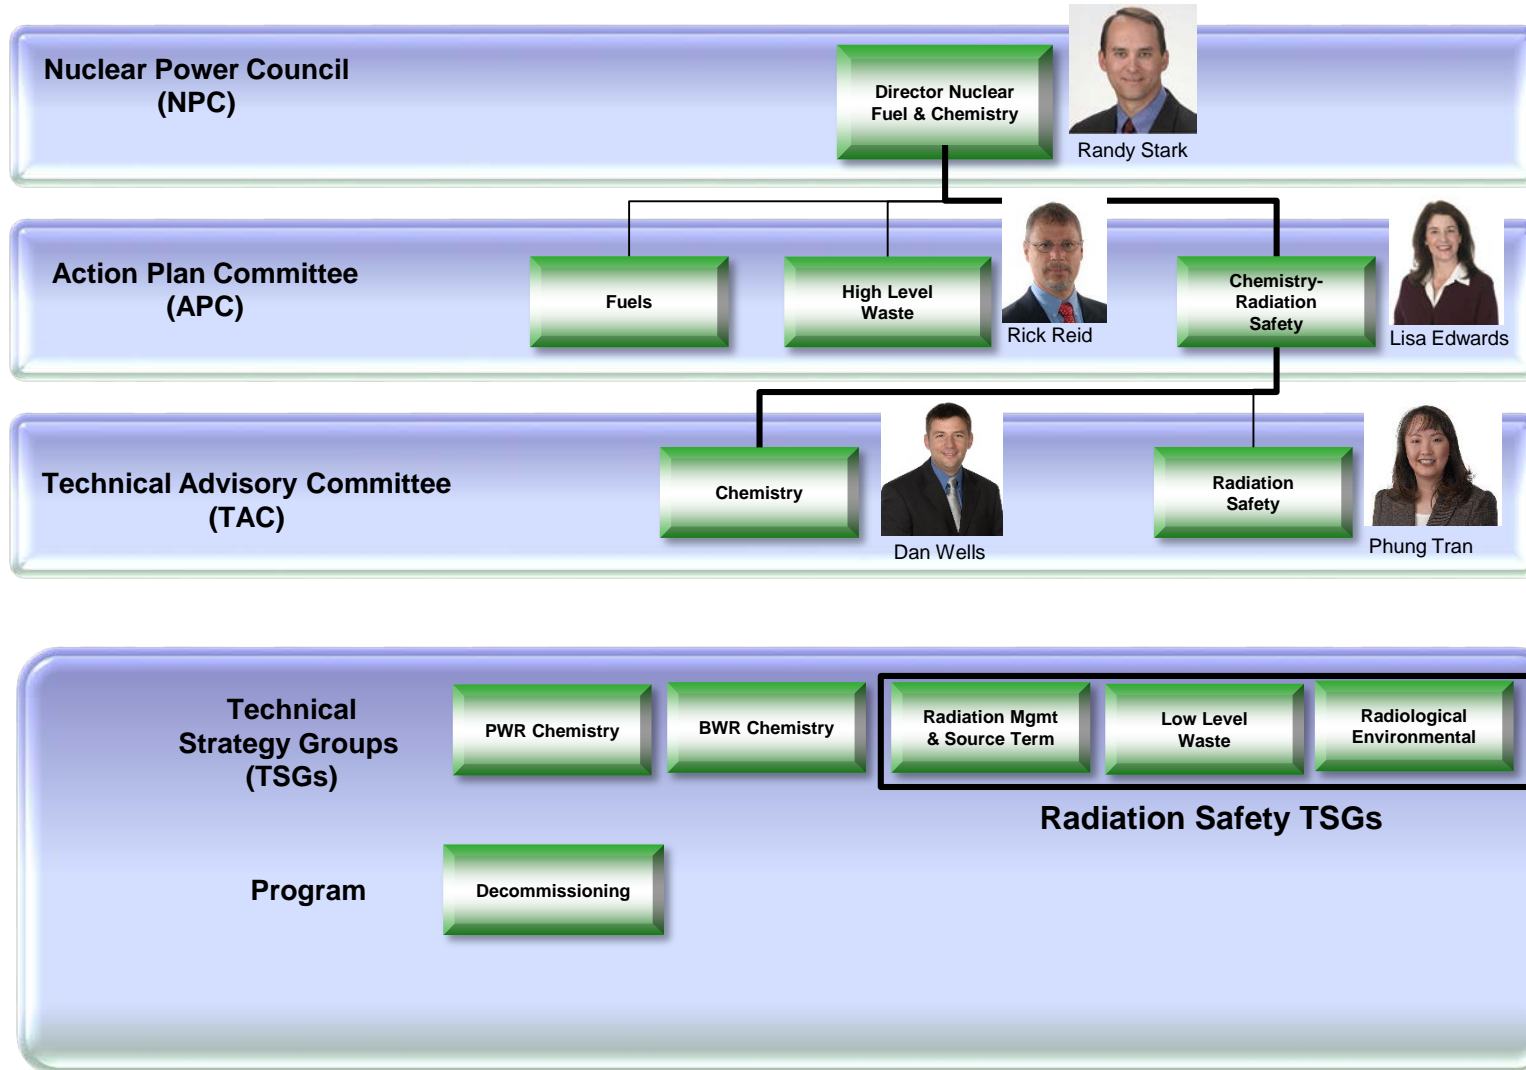 Nuclear Power Council
(NPC)
Director Nuclear
Fuel & Chemistry
Randy Stark
Action Plan Committee
(APC)
Fuels
High Level
Waste
Rick Reid
Chemistry-
Radiation
Safety
Lisa Edwards
Technical Advisory Committee
(TAC)
Chemistry
Dan Wells
Radiation
Safety
Phung Tran
Technical
Strategy Groups
(TSGs)
PWR Chemistry
BWR Chemistry
Radiation Mgmt
& Source Term
Low Level
Waste
Radiological
Environmental
Radiation Safety TSGs
Program
Decommissioning